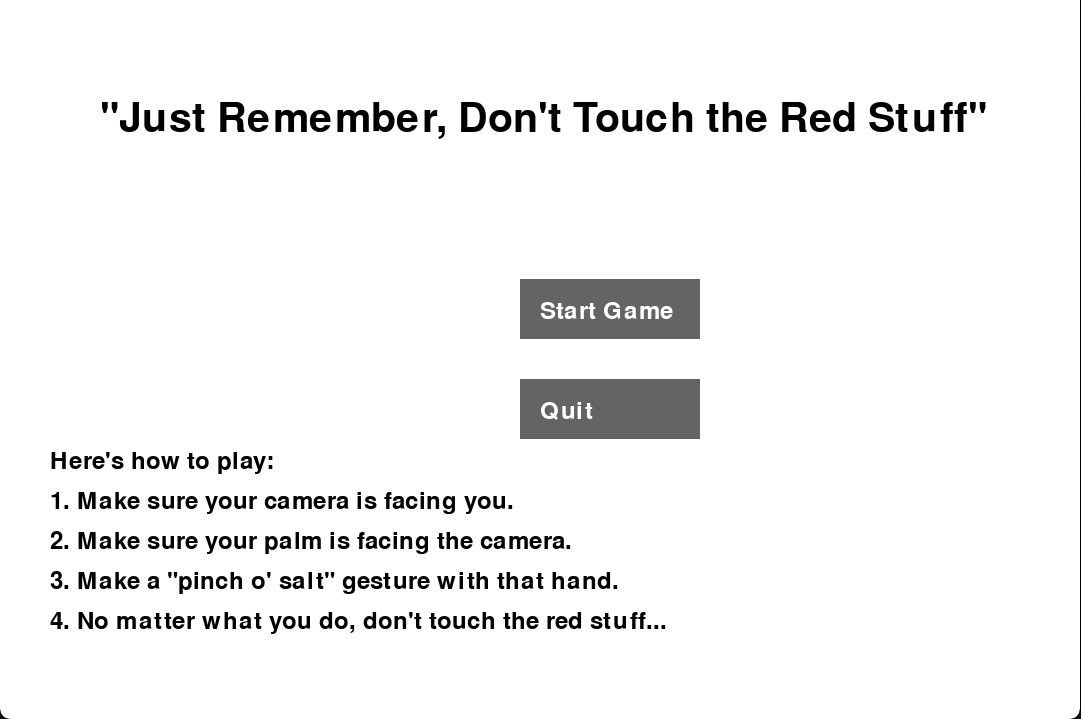 "Just Remember, Don't Touch the Red Stuff"
Start Game
Quit
Here's how to play:
1. Make sure your camera is facing you.
2. Make sure your palm is facing the camera.
3. Make a "pinch o' salt" gesture with that hand.
4. No matter what you do, don't touch the red stuff...